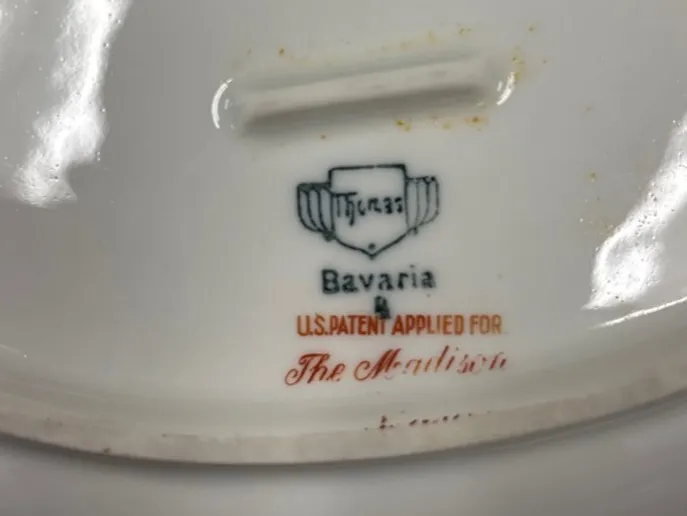 Thomas
Bavaria
U.S. PATENT APPLIED FOR
The Madison